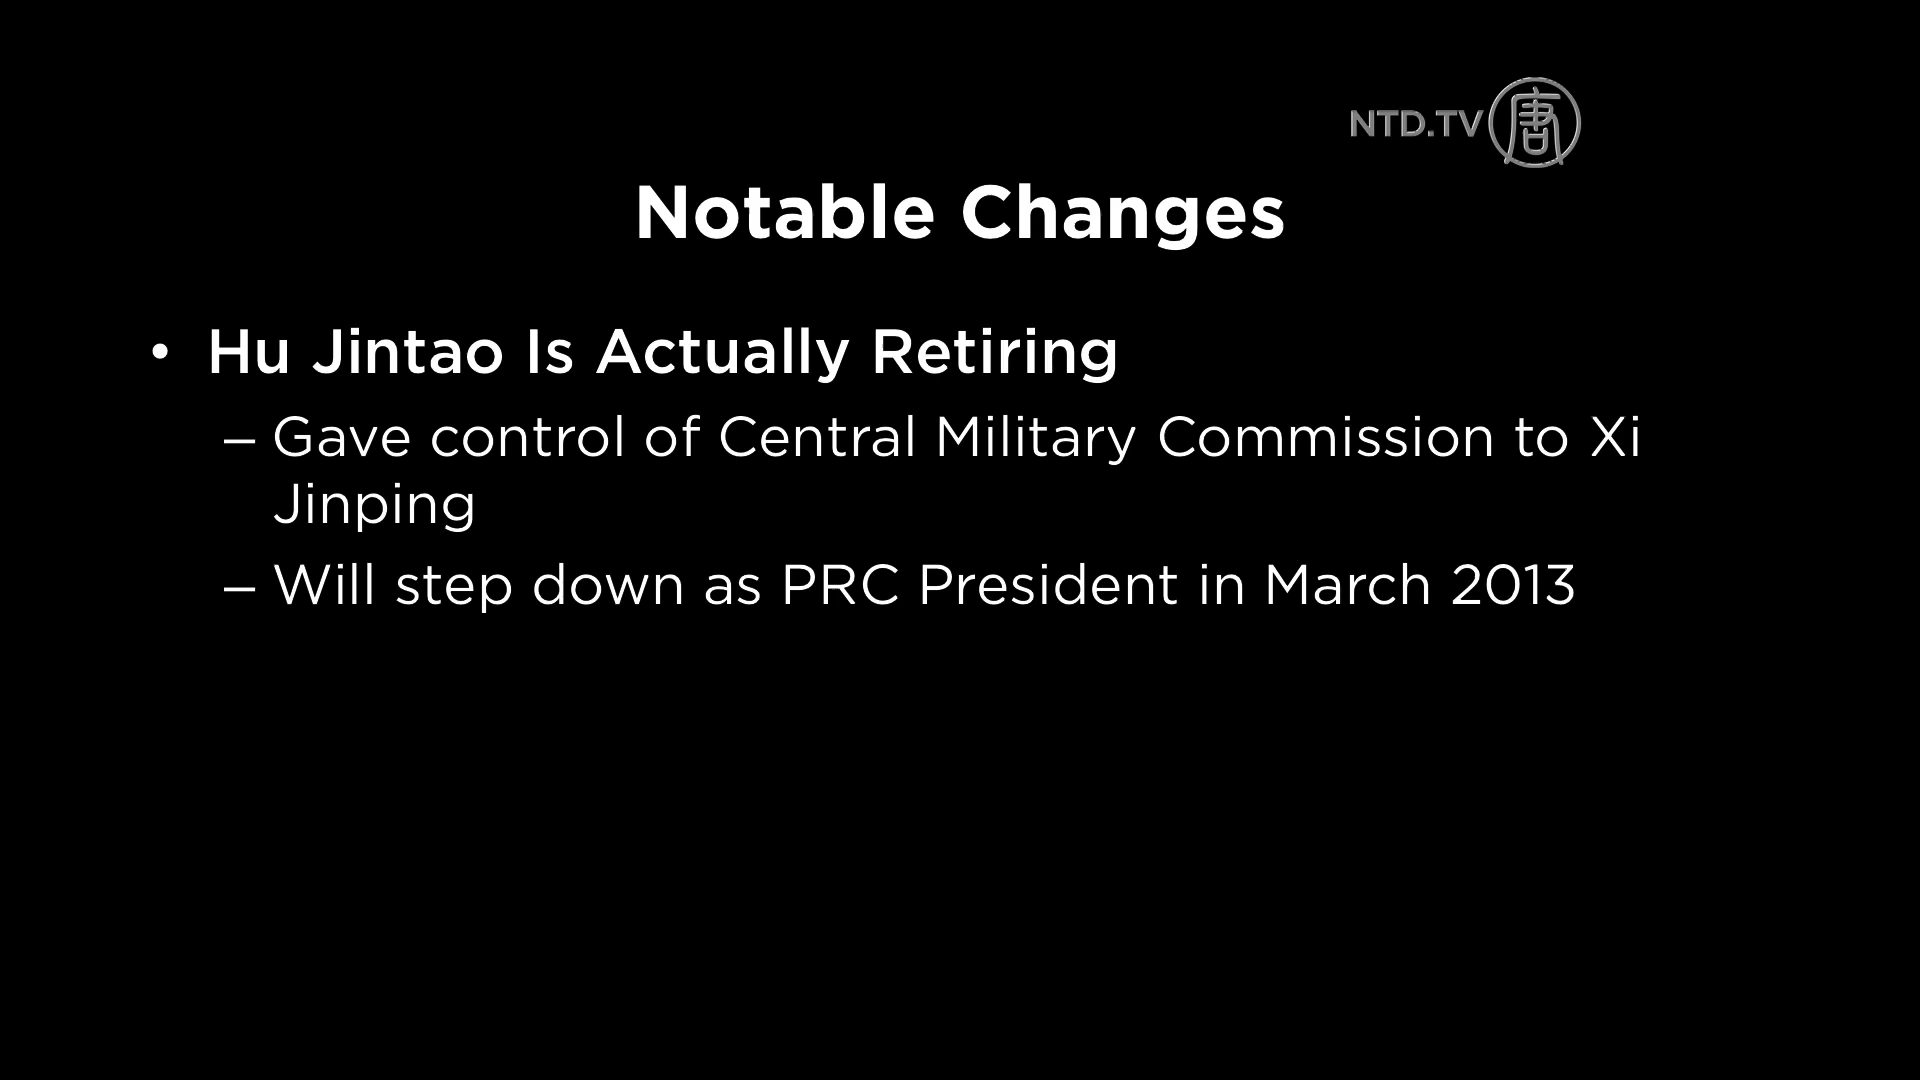 NTD.TV 唐
Notable Changes
• Hu Jintao Is Actually Retiring
– Gave control of Central Military Commission to Xi
Jinping
– Will step down as PRC President in March 2013